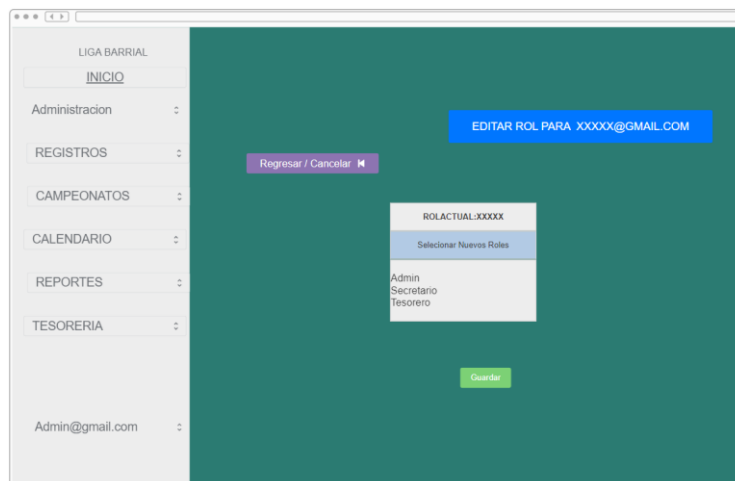 LIGA BARRIAL
INICIO
Administracion
REGISTROS
CAMPEONATOS
CALENDARIO
REPORTES
TESORERIA
Admin@gmail.com
EDITAR ROL PARA XXXXX@GMAIL.COM
Regresar / Cancelar
ROLACTUAL:XXXXX
Selecionar Nuevos Roles
Admin
Secretario
Tesorero
Guardar